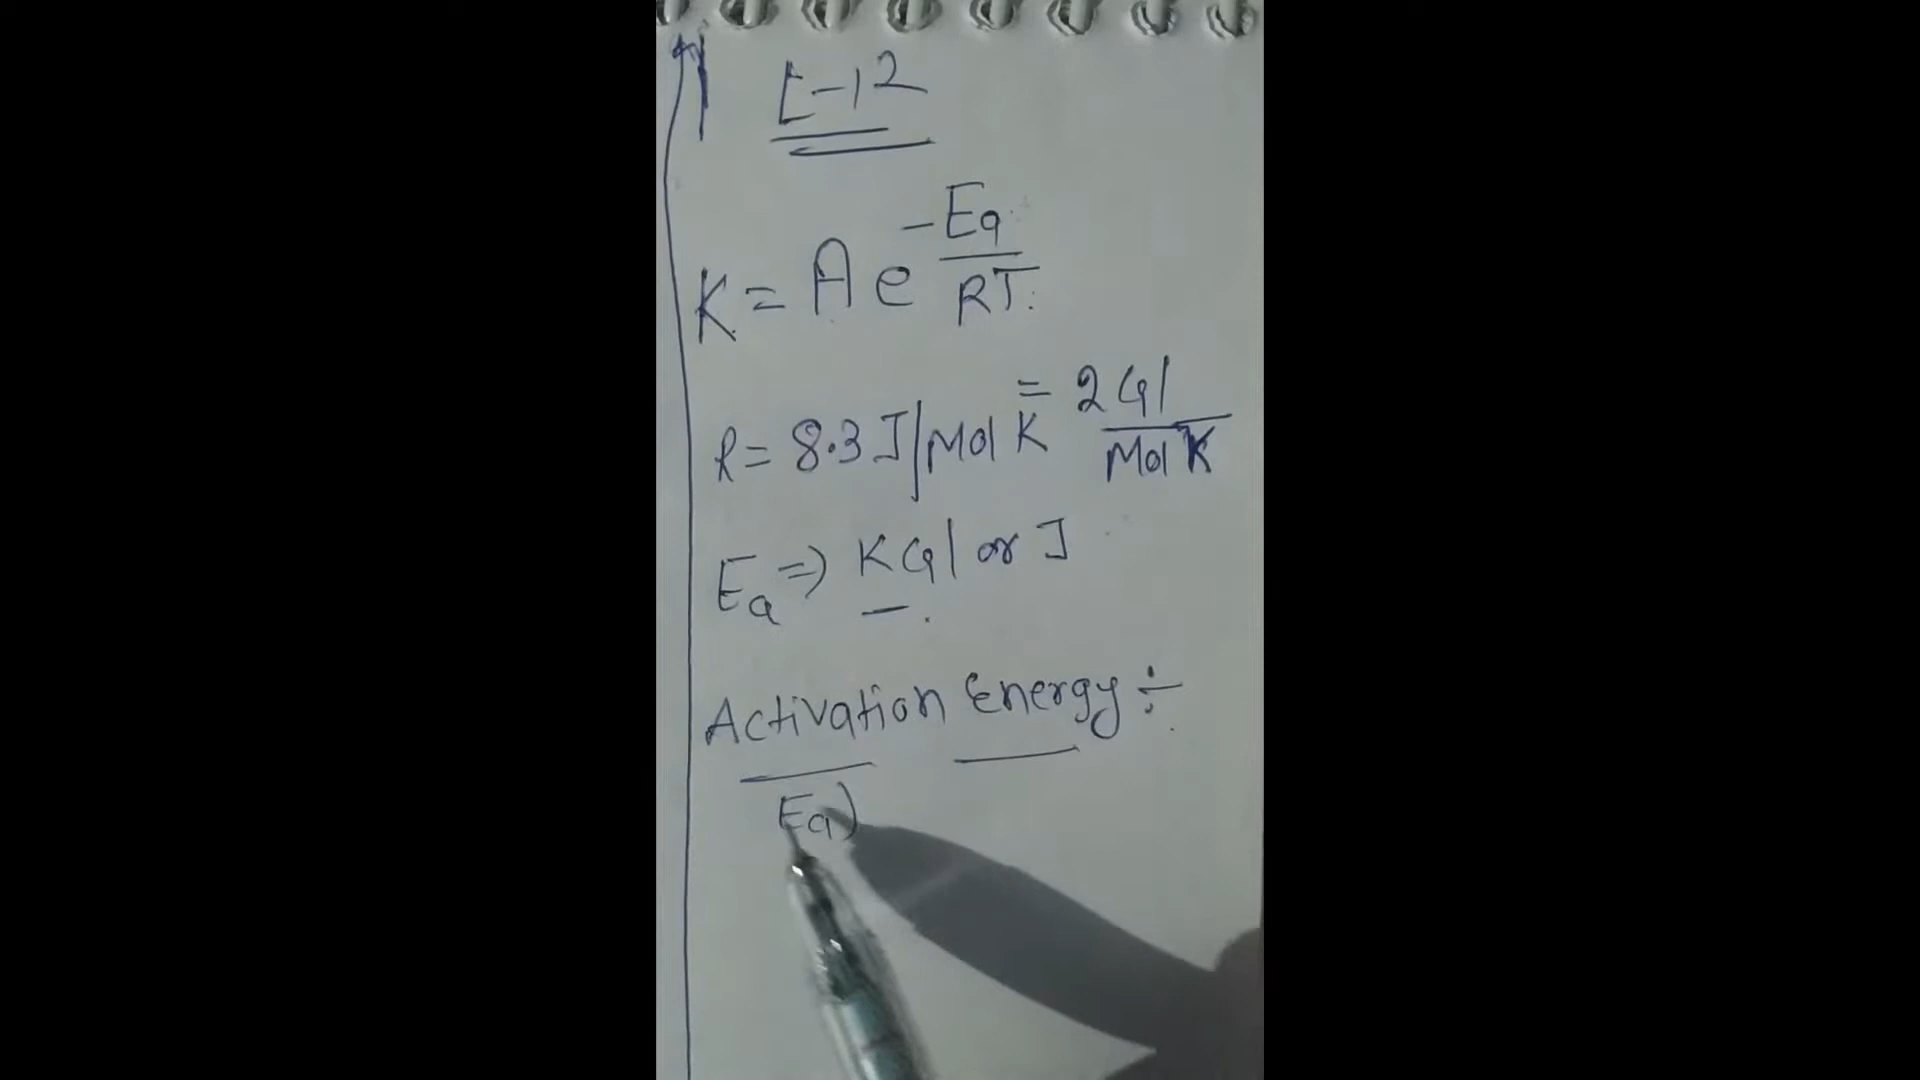 L-12
K = A e^(-Ea/RT)
R = 8.3 J/Mol K = 2 Cal/Mol K
Ea ⇒ KCal or J
Activation Energy ÷
Ea)